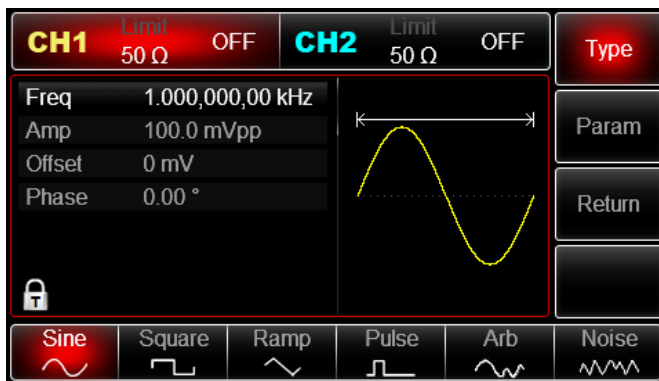 CH1 Limit 50 Ω OFF
CH2 Limit 50 Ω OFF
Type
Freq 1.000,000,00 kHz
Amp 100.0 mVpp
Param
Offset 0 mV
Phase 0.00 °
Return
T
Sine Square Ramp Pulse Arb Noise